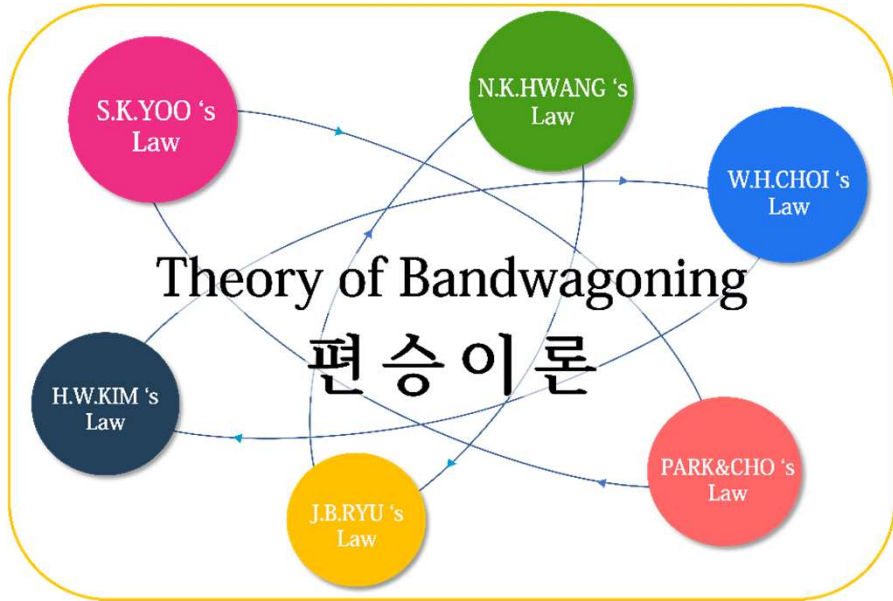 S.K.YOO ‘s
Law
N.K.HWANG ‘s
Law
W.H.CHOI ‘s
Law
Theory of Bandwagoning
편승이론
H.W.KIM ‘s
Law
J.B.RYU ‘s
Law
PARK&CHO ‘s
Law